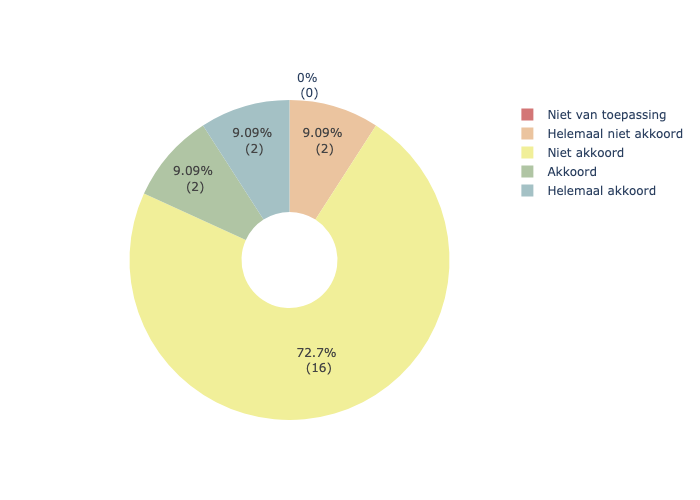 0%
(0)
9.09%
(2)
9.09%
(2)
9.09%
(2)
72.7%
(16)
Niet van toepassing
Helemaal niet akkoord
Niet akkoord
Akkoord
Helemaal akkoord